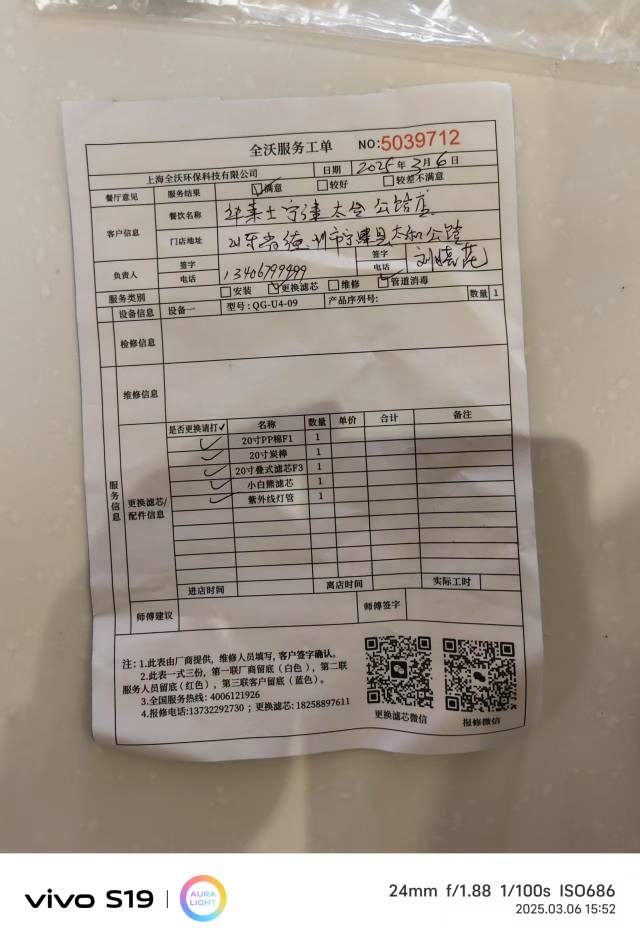 全沃服务工单 NO:5039712
上海全沃环保科技有限公司 日期 2025年3月6日
餐厅意见 服务结果 ☑满意 □较好 □较差不满意
客户信息 餐饮名称 华莱士宁津太合公馆店
门店地址 山东省德州市宁津县太和公馆
负责人 签字 电话 13406799499 签字 电话 刘晓花
服务类别 □安装 ☑更换滤芯 □维修 ☑管道消毒
设备信息 设备一 型号:QG-U4-09 产品序列号: 数量 1
检修信息
维修信息
服务信息
更换滤芯/配件信息
是否更换请打✓ 名称 数量 单价 合计 备注
✓ 20寸PP棉F1 1
✓ 20寸炭棒 1
✓ 20寸叠式滤芯F3 1
✓ 小白熊滤芯 1
✓ 紫外线灯管 1
进店时间 离店时间 实际工时
师傅建议 师傅签字
注：1.此表由厂商提供，维修人员填写，客户签字确认。
2.此表一式三份，第一联厂商留底（白色），第二联
服务人员留底(红色)，第三联客户留底（蓝色）。
3.全国服务热线: 4006121926
4.报修电话:13732292730；更换滤芯:18258897611
更换滤芯微信 报修微信
vivo S19 AURA LIGHT
24mm f/1.88 1/100s ISO686
2025.03.06 15:52